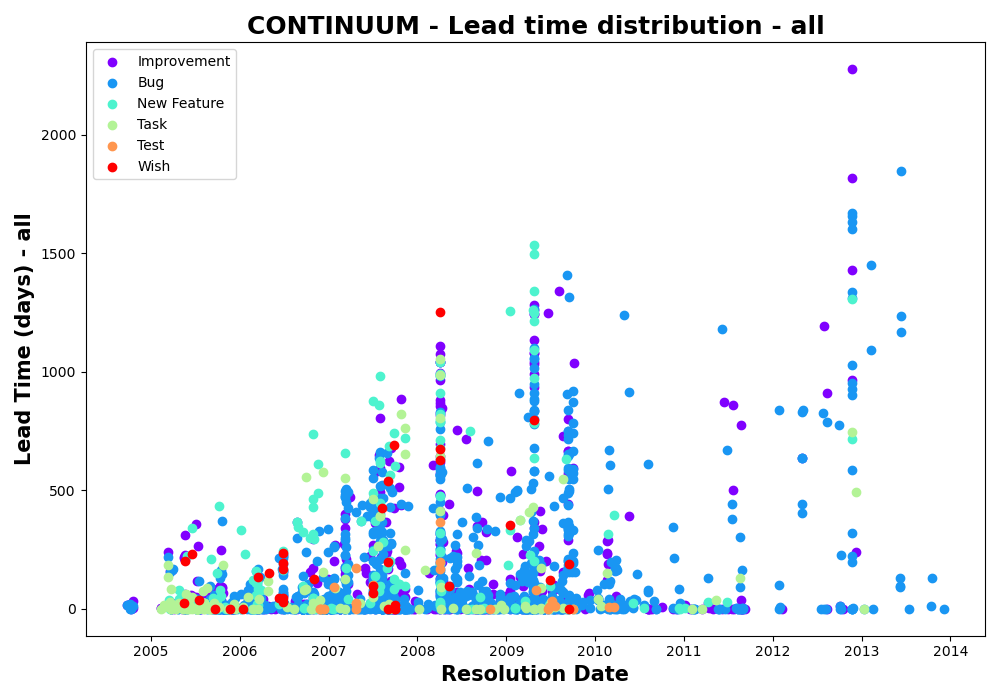 CONTINUUM - Lead time distribution - all
Improvement
Bug
New Feature
Task
Test
Wish
Lead Time (days) - all
2000
1500
1000
500
0
2005 2006 2007 2008 2009 2010 2011 2012 2013 2014
Resolution Date